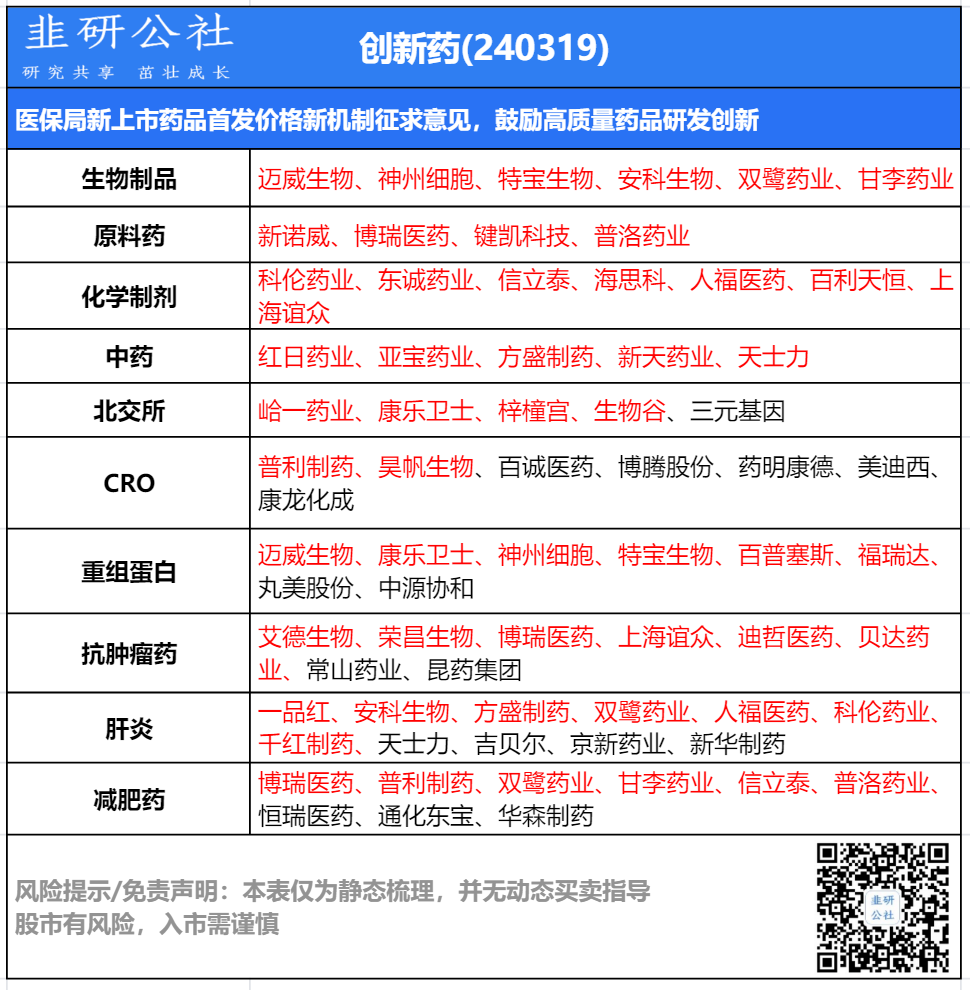 韭研公社
研究共享 茁壮成长
创新药(240319)
医保局新上市药品首发价格新机制征求意见，鼓励高质量药品研发创新
生物制品
迈威生物、神州细胞、特宝生物、安科生物、双鹭药业、甘李药业
原料药
新诺威、博瑞医药、键凯科技、普洛药业
化学制剂
科伦药业、东诚药业、信立泰、海思科、人福医药、百利天恒、上
海谊众
中药
红日药业、亚宝药业、方盛制药、新天药业、天士力
北交所
峆一药业、康乐卫士、梓橦宫、生物谷、三元基因
CRO
普利制药、昊帆生物、百诚医药、博腾股份、药明康德、美迪西、
康龙化成
重组蛋白
迈威生物、康乐卫士、神州细胞、特宝生物、百普赛斯、福瑞达、
丸美股份、中源协和
抗肿瘤药
艾德生物、荣昌生物、博瑞医药、上海谊众、迪哲医药、贝达药
业、常山药业、昆药集团
肝炎
一品红、安科生物、方盛制药、双鹭药业、人福医药、科伦药业、
千红制药、天士力、吉贝尔、京新药业、新华制药
减肥药
博瑞医药、普利制药、双鹭药业、甘李药业、信立泰、普洛药业、
恒瑞医药、通化东宝、华森制药
风险提示/免责声明：本表仅为静态梳理，并无动态买卖指导
股市有风险，入市需谨慎
韭研
公社